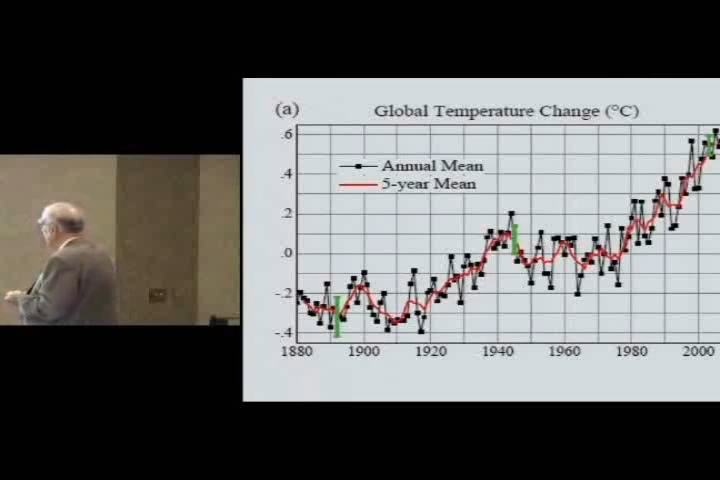 (a)
Global Temperature Change (°C)
.6
Annual Mean
5-year Mean
.4
.2
.0
-.2
-.4
1880 1900 1920 1940 1960 1980 2000